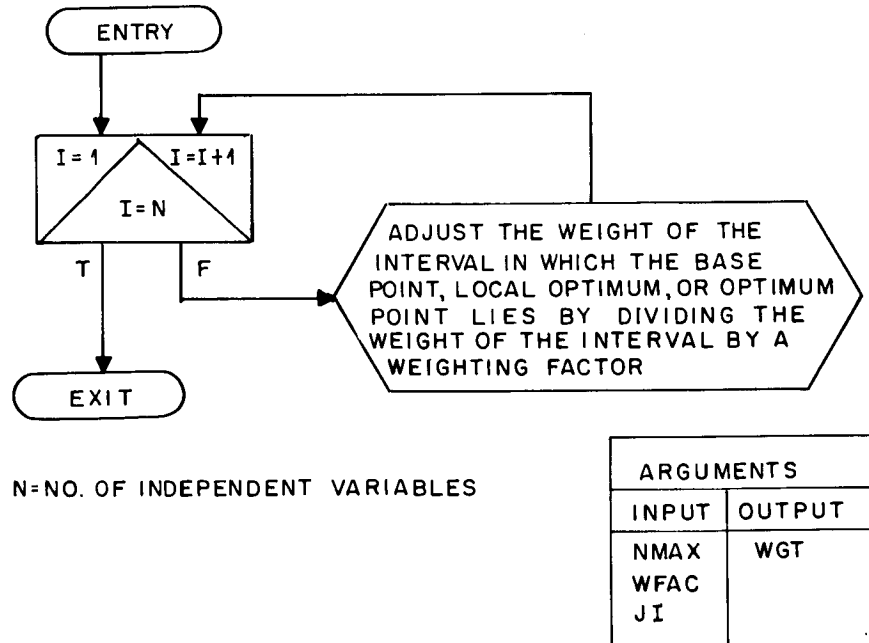 ENTRY
I=1
I=I+1
I=N
T
F
ADJUST THE WEIGHT OF THE
INTERVAL IN WHICH THE BASE
POINT, LOCAL OPTIMUM, OR OPTIMUM
POINT LIES BY DIVIDING THE
WEIGHT OF THE INTERVAL BY A
WEIGHTING FACTOR
EXIT
N=NO. OF INDEPENDENT VARIABLES
ARGUMENTS
INPUT OUTPUT
NMAX WGT
WFAC
JI